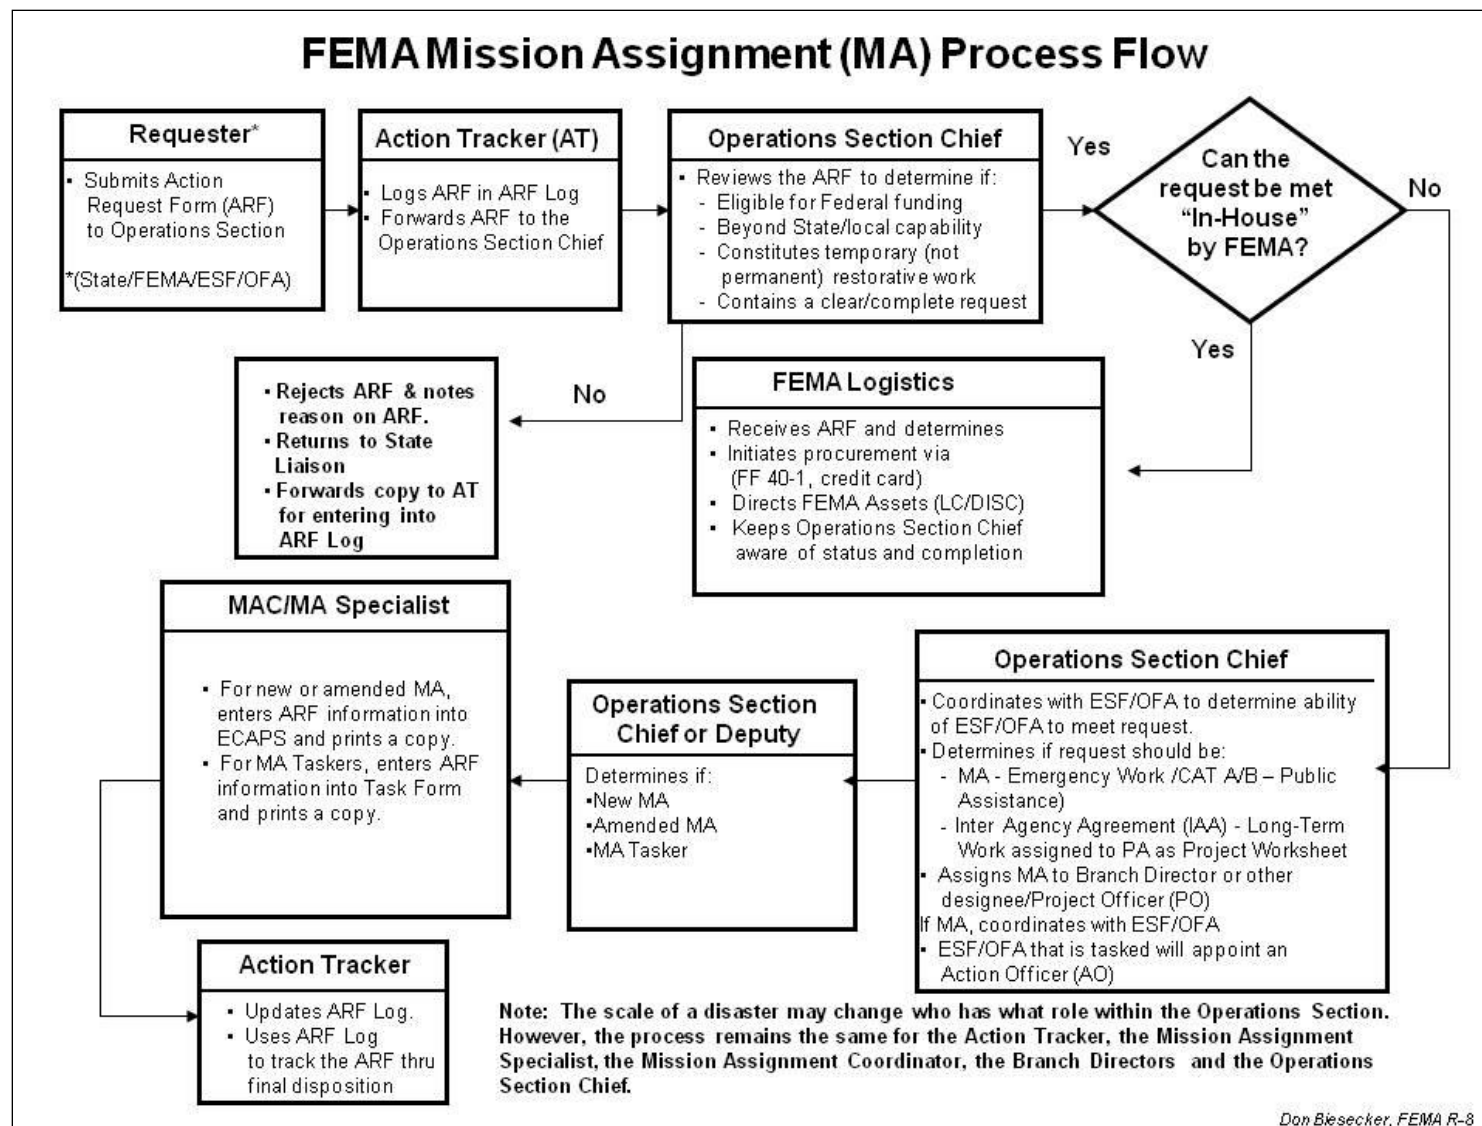 FEMA Mission Assignment (MA) Process Flow
Requester*
▪ Submits Action
Request Form (ARF)
to Operations Section
*(State/FEMA/ESF/OFA)
Action Tracker (AT)
▪ Logs ARF in ARF Log
▪ Forwards ARF to the
Operations Section Chief
Operations Section Chief
▪ Reviews the ARF to determine if:
- Eligible for Federal funding
- Beyond State/local capability
- Constitutes temporary (not
permanent) restorative work
- Contains a clear/complete request
Yes
Can the
request be met
“In-House”
by FEMA?
No
Yes
No
▪ Rejects ARF & notes
reason on ARF.
▪ Returns to State
Liaison
▪ Forwards copy to AT
for entering into
ARF Log
FEMA Logistics
▪ Receives ARF and determines
▪ Initiates procurement via
(FF 40-1, credit card)
▪ Directs FEMA Assets (LC/DISC)
▪ Keeps Operations Section Chief
aware of status and completion
Operations Section Chief
▪ Coordinates with ESF/OFA to determine ability
of ESF/OFA to meet request.
▪ Determines if request should be:
- MA - Emergency Work /CAT A/B – Public
Assistance)
- Inter Agency Agreement (IAA) - Long-Term
Work assigned to PA as Project Worksheet
▪ Assigns MA to Branch Director or other
designee/Project Officer (PO)
If MA, coordinates with ESF/OFA
▪ ESF/OFA that is tasked will appoint an
Action Officer (AO)
Operations Section
Chief or Deputy
Determines if:
▪New MA
▪Amended MA
▪MA Tasker
MAC/MA Specialist
▪ For new or amended MA,
enters ARF information into
ECAPS and prints a copy.
▪ For MA Taskers, enters ARF
information into Task Form
and prints a copy.
Action Tracker
▪ Updates ARF Log.
▪ Uses ARF Log
to track the ARF thru
final disposition
Note: The scale of a disaster may change who has what role within the Operations Section.
However, the process remains the same for the Action Tracker, the Mission Assignment
Specialist, the Mission Assignment Coordinator, the Branch Directors and the Operations
Section Chief.
Don Biesecker, FEMA R-8